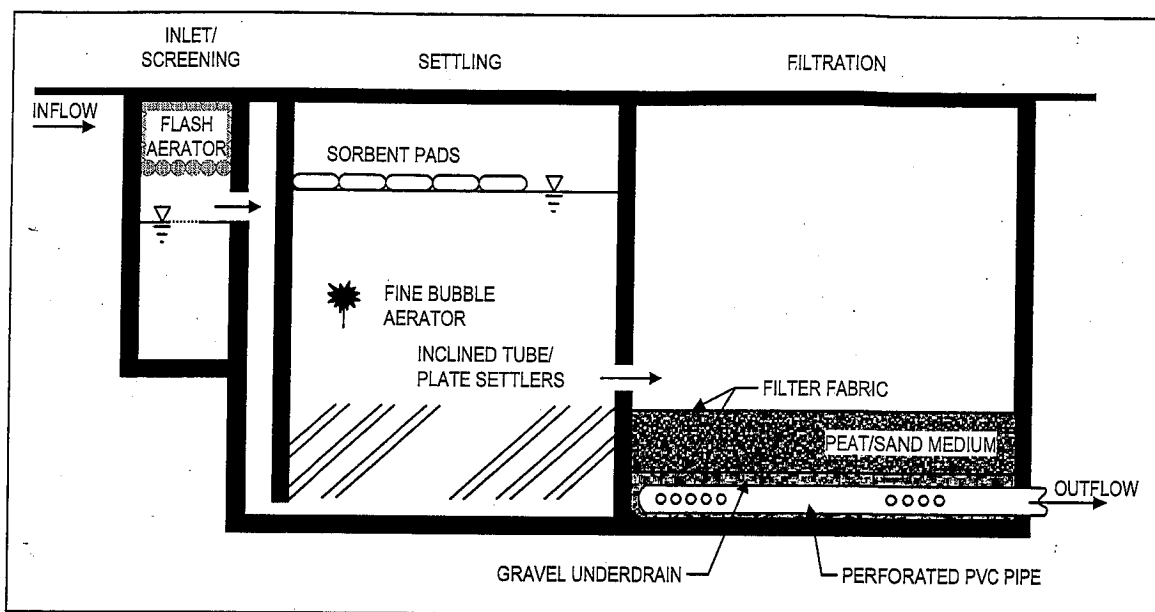 INLET/
SCREENING
SETTLING
FILTRATION
INFLOW
FLASH
AERATOR
SORBENT PADS
FINE BUBBLE
AERATOR
INCLINED TUBE/
PLATE SETTLERS
FILTER FABRIC
PEAT/SAND MEDIUM
OUTFLOW
GRAVEL UNDERDRAIN
PERFORATED PVC PIPE